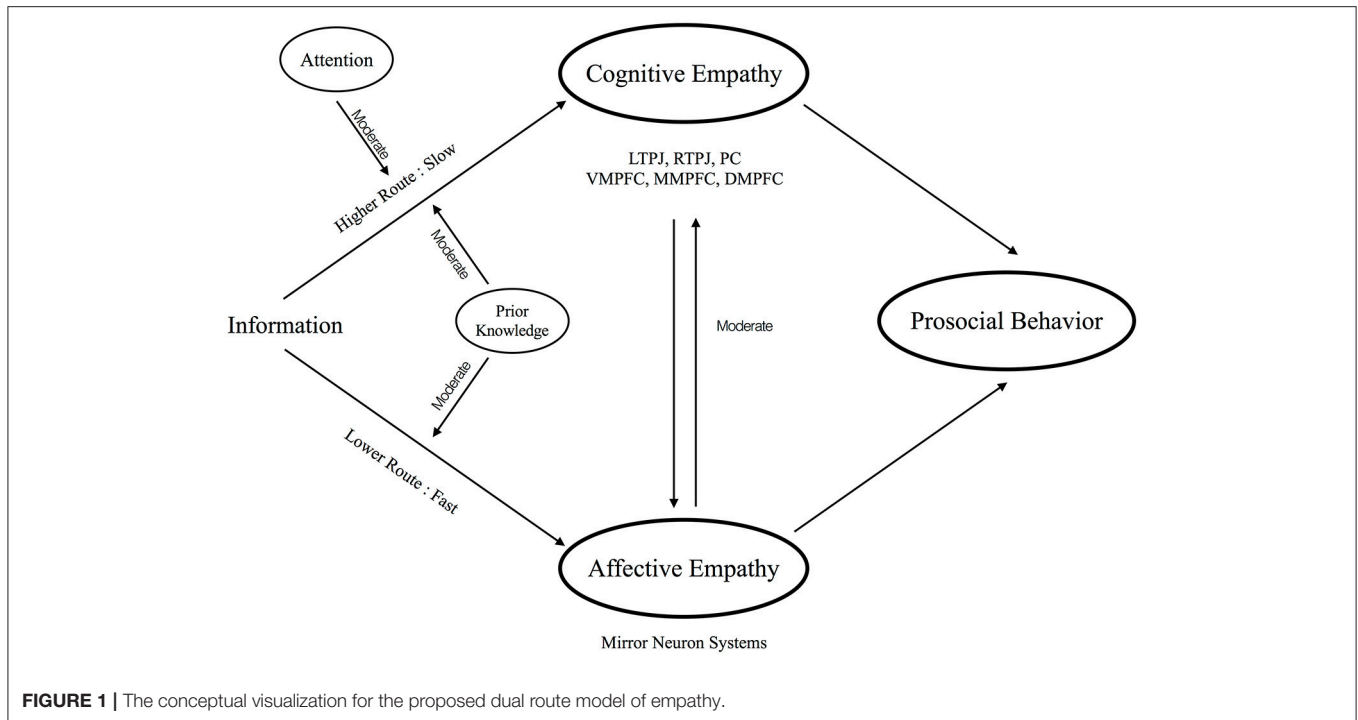 Attention
Cognitive Empathy
Moderate
Higher Route : Slow
LTPJ, RTPJ, PC
VMPFC, MMPFC, DMPFC
Moderate
Information
Prior
Knowledge
Moderate
Prosocial Behavior
Moderate
Lower Route : Fast
Affective Empathy
Mirror Neuron Systems
FIGURE 1 | The conceptual visualization for the proposed dual route model of empathy.